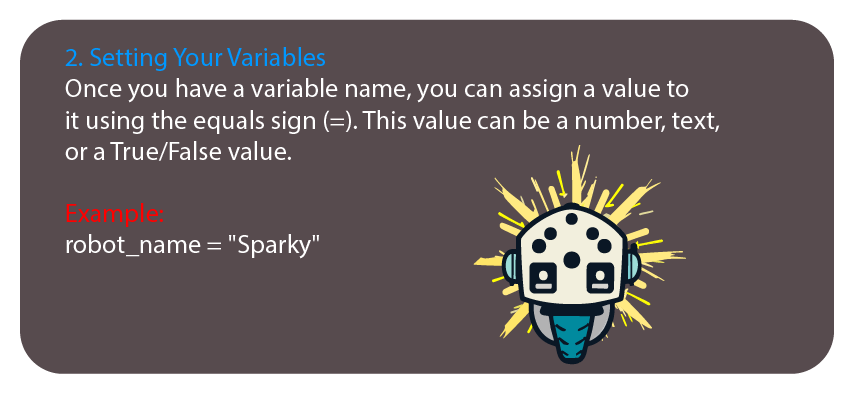 2. Setting Your Variables
Once you have a variable name, you can assign a value to
it using the equals sign (=). This value can be a number, text,
or a True/False value.
Example:
robot_name = "Sparky"